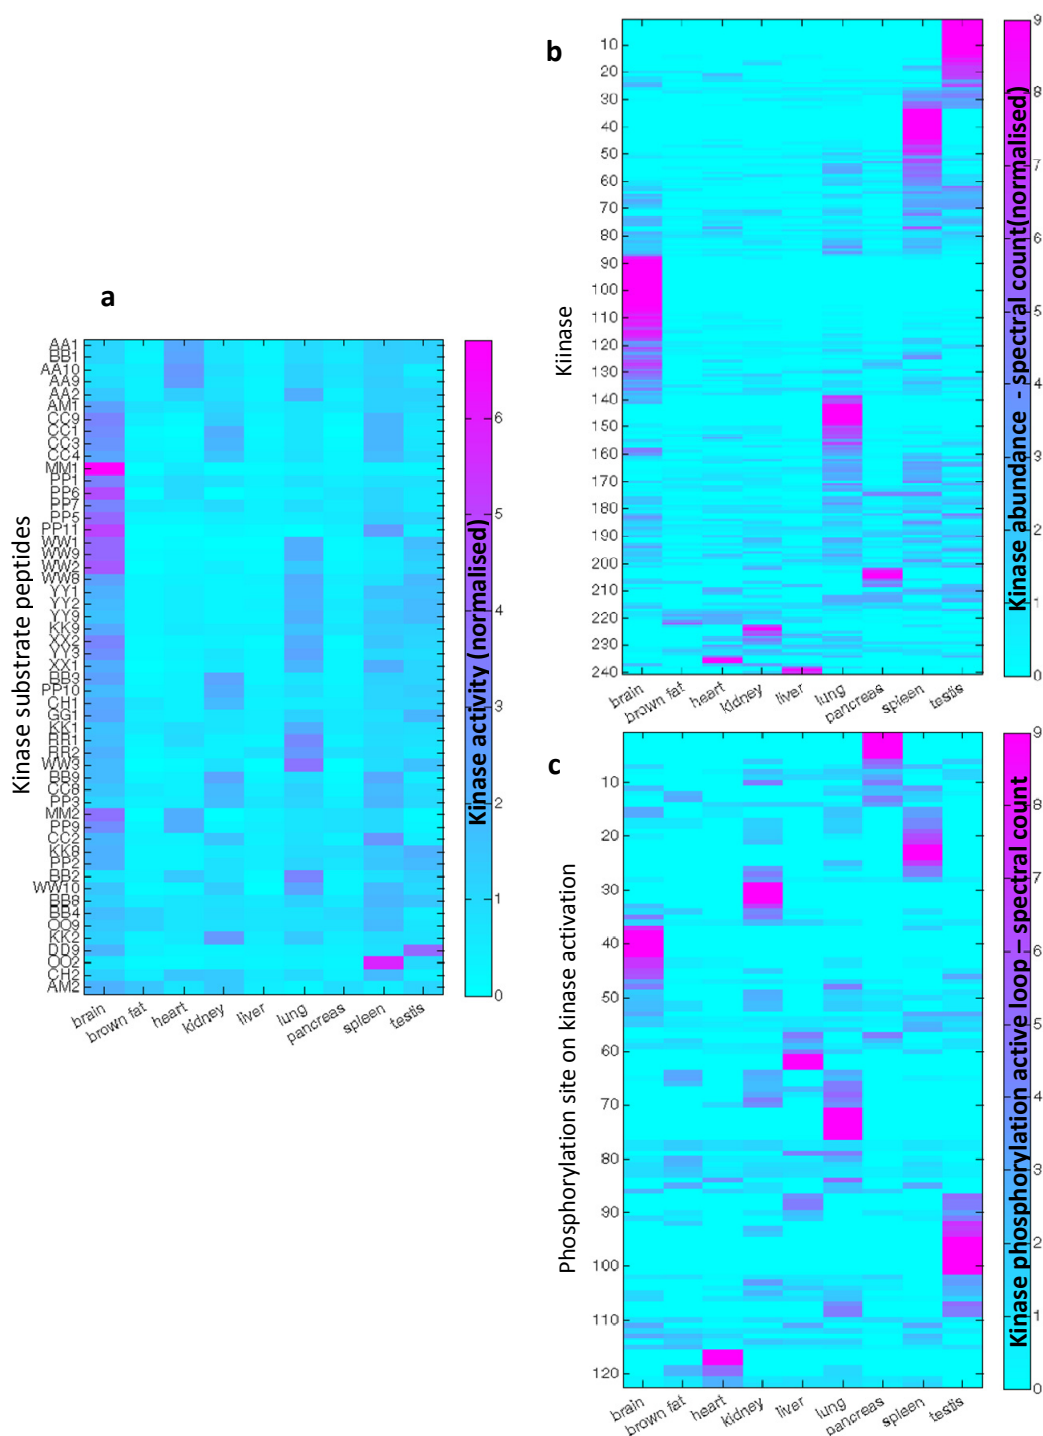 a
Kinase substrate peptides
AA1
BB1
AA10
AA9
AA2
AM1
CC9
CC1
CC3
CC4
MM1
PP1
PP6
PP7
PP5
PP11
WW1
WW9
WW2
WW8
YY1
YY2
YY9
KK9
XX2
YY3
XX1
BB3
PP10
CH1
GG1
KK1
RR2
WW3
BB9
CC8
PP3
MM2
PP9
CC2
KK8
PP2
BB2
WW10
BB8
BB4
OO9
KK2
DD9
OO2
CH2
AM2
brain
brown fat
heart
kidney
liver
lung
pancreas
spleen
testis
Kinase activity (normalised)
6
5
4
3
2
1
0
b
Kiinase
10
20
30
40
50
60
70
80
90
100
110
120
130
140
150
160
170
180
190
200
210
220
230
240
brain
brown fat
heart
kidney
liver
lung
pancreas
spleen
testis
Kinase abundance - spectral count(normalised)
9
8
7
6
5
4
3
2
1
0
c
Phosphorylation site on kinase activation
10
20
30
40
50
60
70
80
90
100
110
120
brain
brown fat
heart
kidney
liver
lung
pancreas
spleen
testis
Kinase phosphorylation active loop – spectral count
9
8
7
6
5
4
3
2
1
0